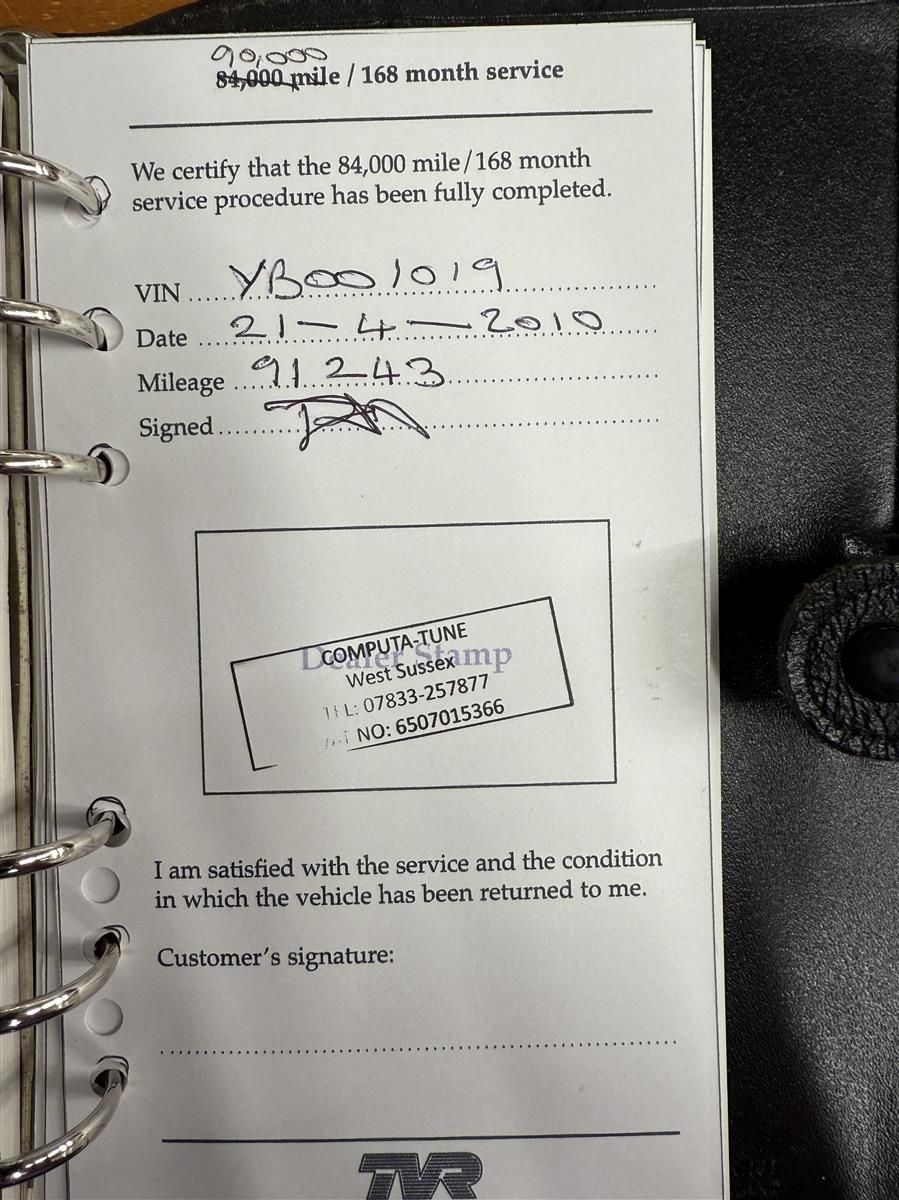 90,000
84,000 mile / 168 month service
We certify that the 84,000 mile/168 month
service procedure has been fully completed.
VIN YB001019
Date 21-4-2010
Mileage 91243
Signed
Dealer Stamp
COMPUTA-TUNE
West Sussex
TEL: 07833-257877
NO: 6507015366
I am satisfied with the service and the condition
in which the vehicle has been returned to me.
Customer's signature:
TVR